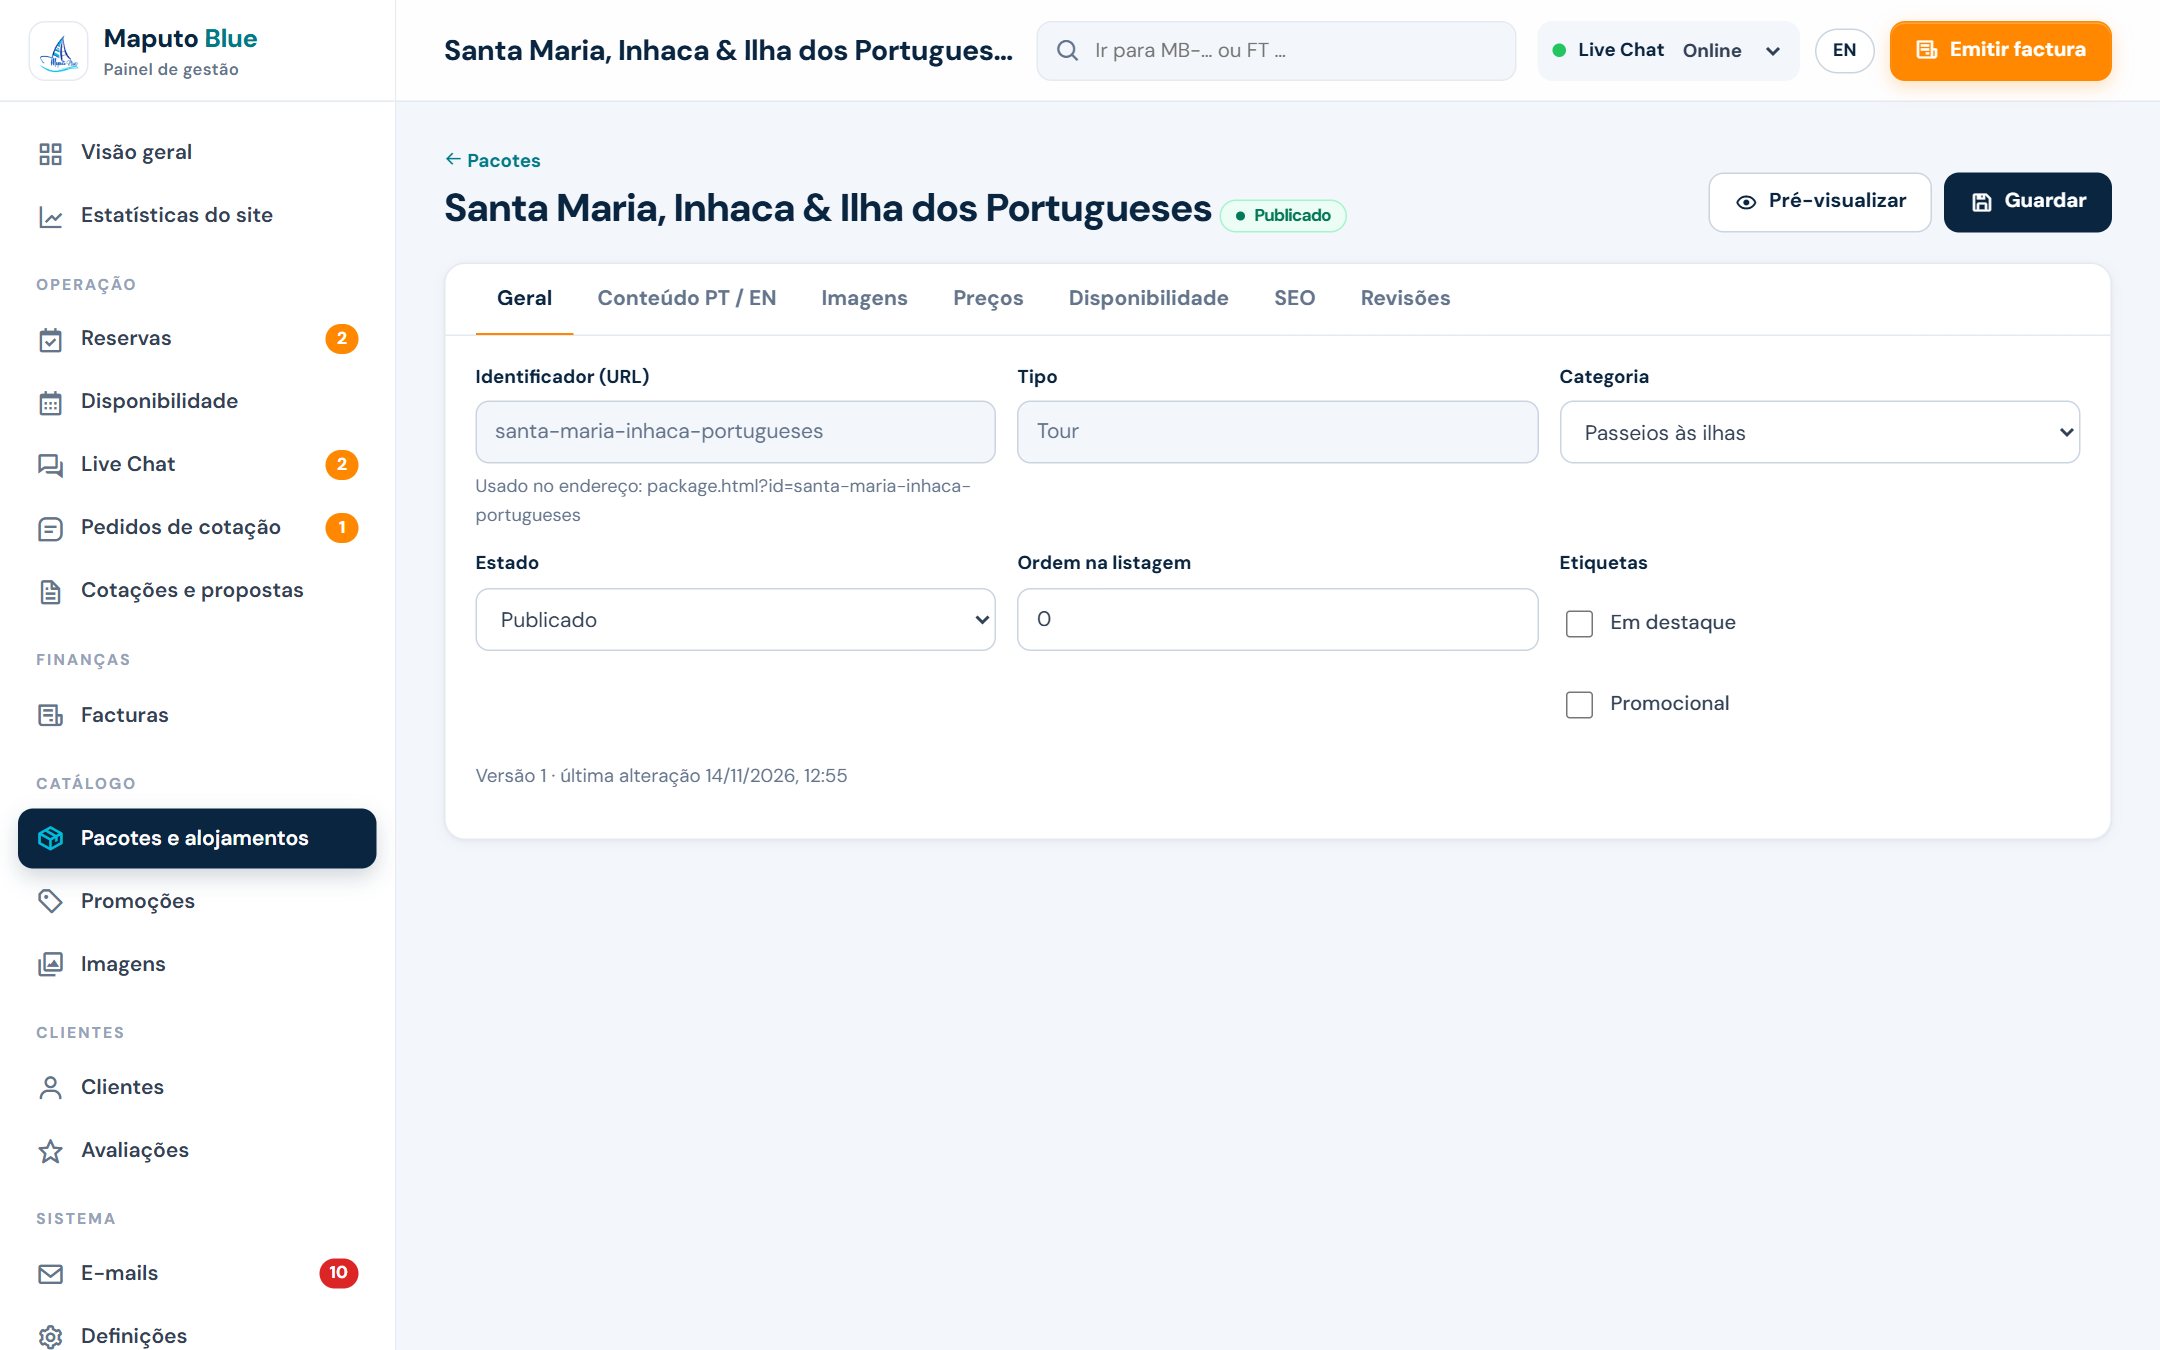 Maputo Blue
Painel de gestão
Santa Maria, Inhaca & Ilha dos Portugues...
Ir para MB-... ou FT ...
Live Chat Online
EN
Emitir factura
Visão geral
Estatísticas do site
OPERAÇÃO
Reservas 2
Disponibilidade
Live Chat 2
Pedidos de cotação 1
Cotações e propostas
FINANÇAS
Facturas
CATÁLOGO
Pacotes e alojamentos
Promoções
Imagens
CLIENTES
Clientes
Avaliações
SISTEMA
E-mails 10
Definições
← Pacotes
Santa Maria, Inhaca & Ilha dos Portugueses
Publicado
Pré-visualizar
Guardar
Geral
Conteúdo PT / EN
Imagens
Preços
Disponibilidade
SEO
Revisões
Identificador (URL)
santa-maria-inhaca-portugueses
Usado no endereço: package.html?id=santa-maria-inhaca-
portugueses
Tipo
Tour
Categoria
Passeios às ilhas
Estado
Publicado
Ordem na listagem
0
Etiquetas
Em destaque
Promocional
Versão 1 · última alteração 14/11/2026, 12:55